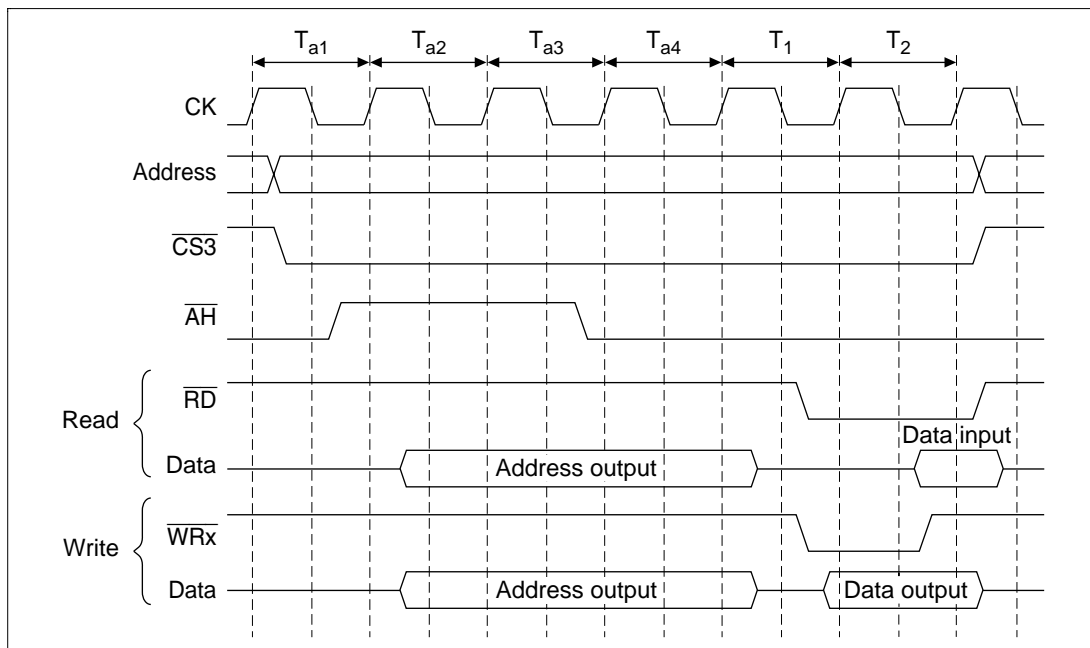 Ta1 Ta2 Ta3 Ta4 T1 T2
CK
Address
CS3
AH
Read
RD
Data input
Data
Address output
Write
WRx
Data
Address output
Data output